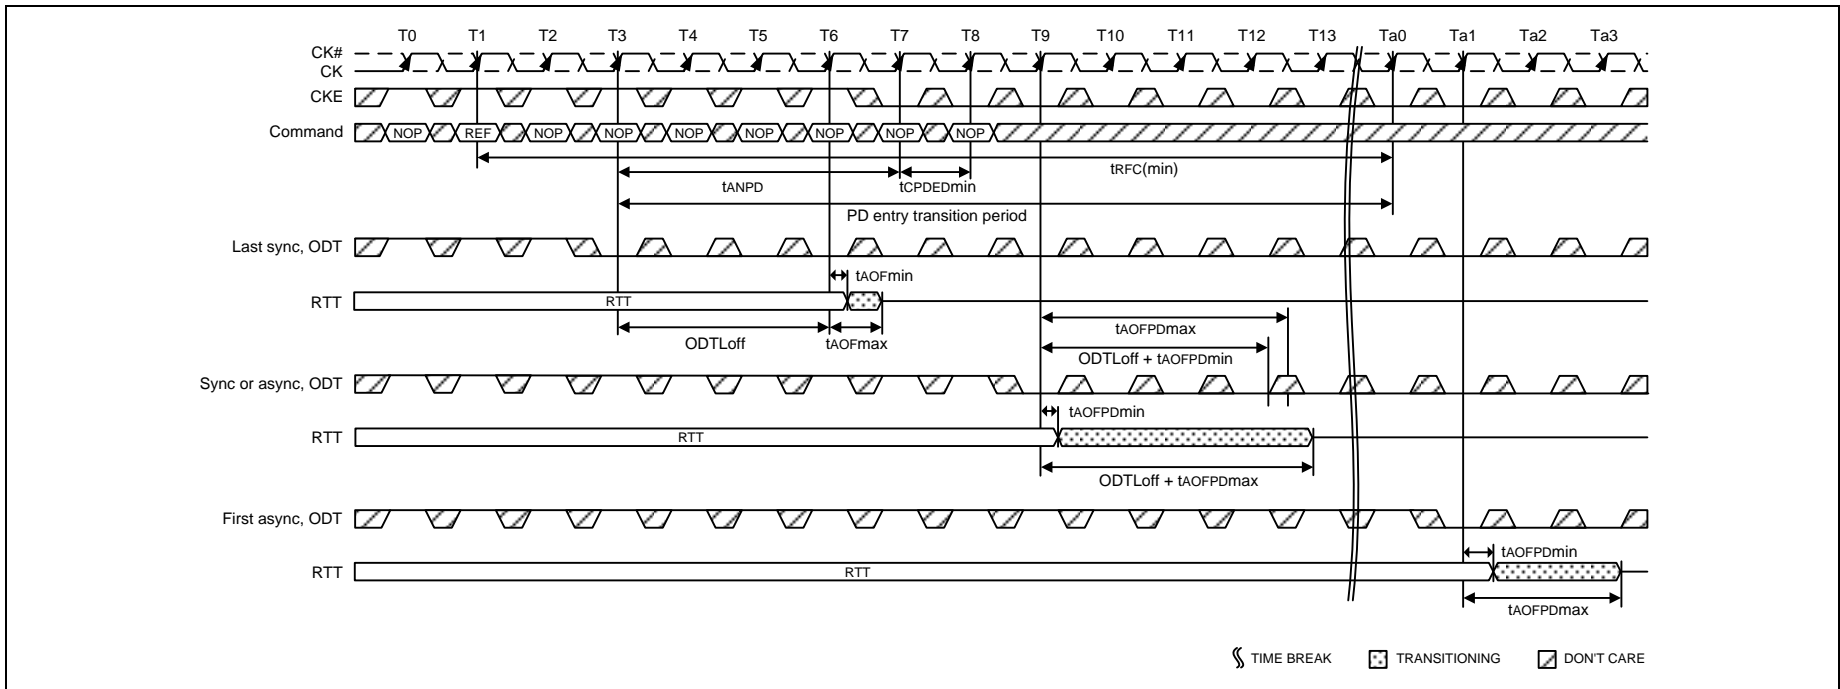 T0 T1 T2 T3 T4 T5 T6 T7 T8 T9 T10 T11 T12 T13 Ta0 Ta1 Ta2 Ta3
CK#
CK
CKE
Command NOP REF NOP NOP NOP NOP NOP NOP NOP
tRFC(min)
tANPD tCPDEDmin
PD entry transition period
Last sync, ODT
tAOFmin
RTT RTT
tAOFPDmax
ODTLoff tAOFmax
ODTLoff + tAOFPDmin
Sync or async, ODT
tAOFPDmin
RTT RTT
ODTLoff + tAOFPDmax
First async, ODT
tAOFPDmin
RTT RTT
tAOFPDmax
TIME BREAK TRANSITIONING DON'T CARE